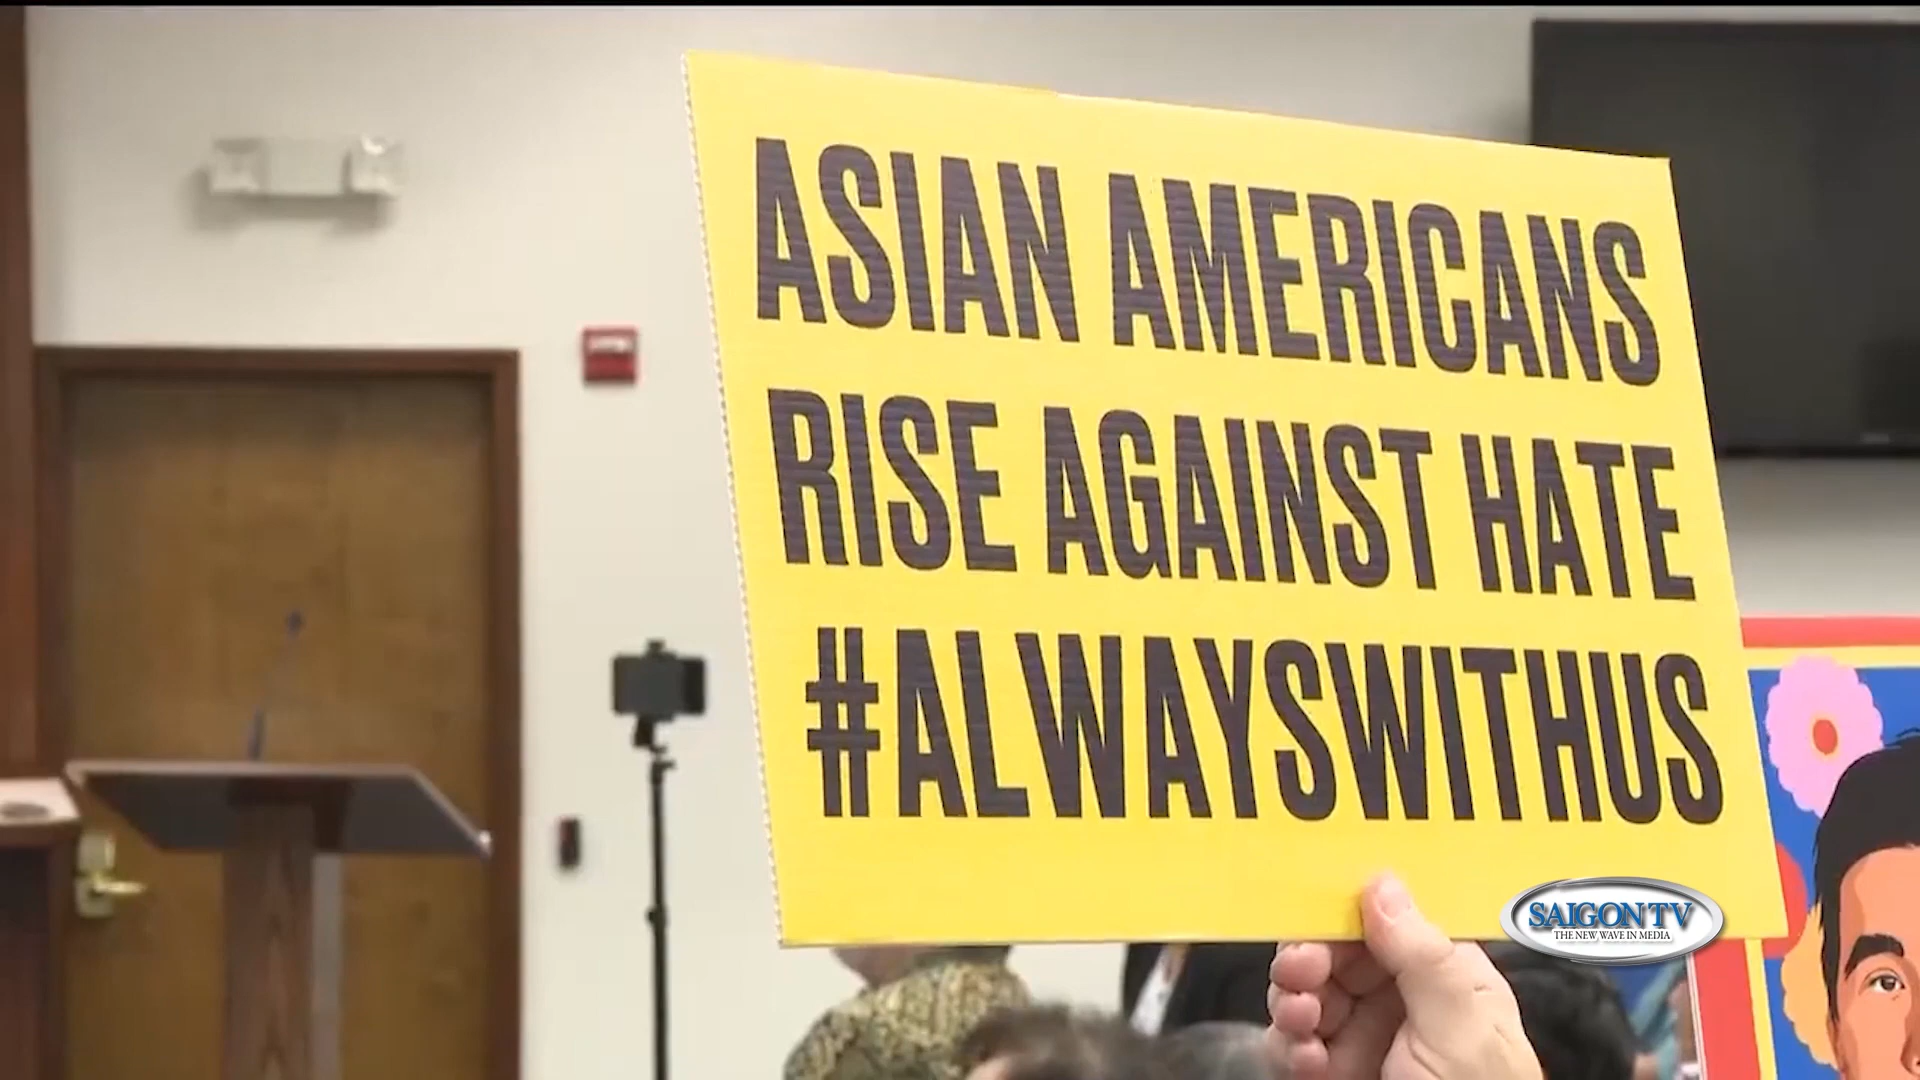 ASIAN AMERICANS
RISE AGAINST HATE
#ALWAYSWITHUS
SAIGON TV
THE NEW WAVE IN MEDIA